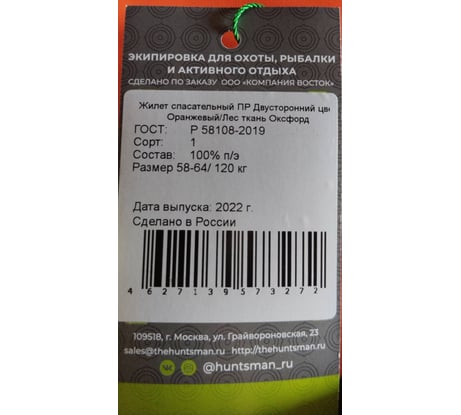 ЭКИПИРОВКА ДЛЯ ОХОТЫ, РЫБАЛКИ
И АКТИВНОГО ОТДЫХА
СДЕЛАНО ПО ЗАКАЗУ ООО «КОМПАНИЯ ВОСТОК»
Жилет спасательный ПР Двусторонний цве
Оранжевый/Лес ткань Оксфорд
ГОСТ: Р 58108-2019
Сорт: 1
Состав: 100% п/э
Размер 58-64/ 120 кг
Дата выпуска: 2022 г.
Сделано в России
4 627139 573272
109518, г. Москва, ул. Грайвороновская, 23
sales@thehuntsman.ru http://thehuntsman.ru
@huntsman_ru